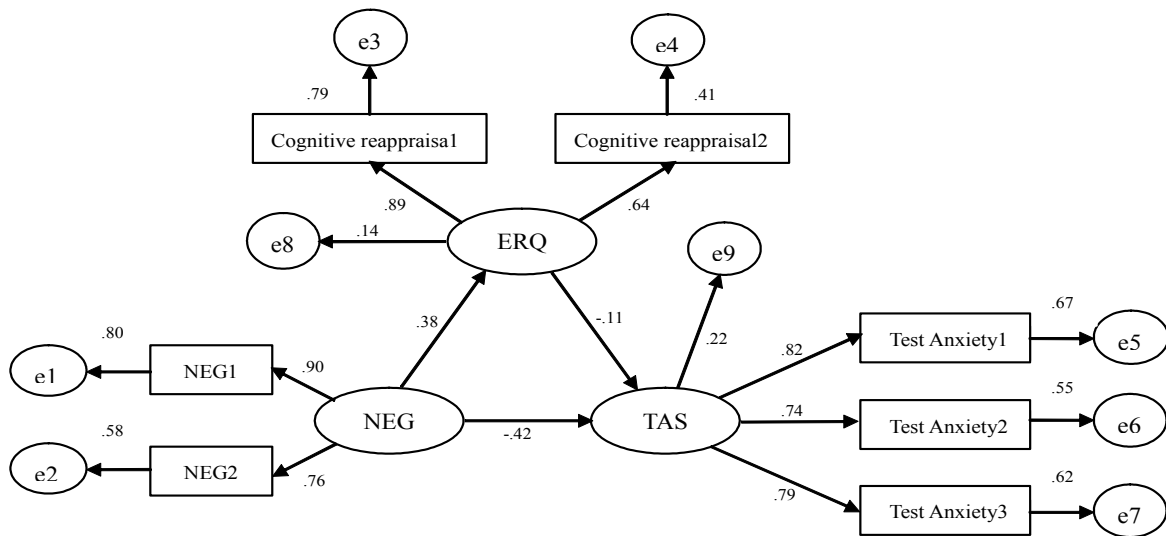 e3
e4
.79
.41
Cognitive reappraisa1
Cognitive reappraisal2
.89
.64
e8
.14
ERQ
e9
.38
-.11
.22
.67
.80
.82
Test Anxiety1
e5
e1
NEG1
.90
.58
NEG
-.42
TAS
.74
Test Anxiety2
.55
e6
e2
NEG2
.76
.79
.62
Test Anxiety3
e7